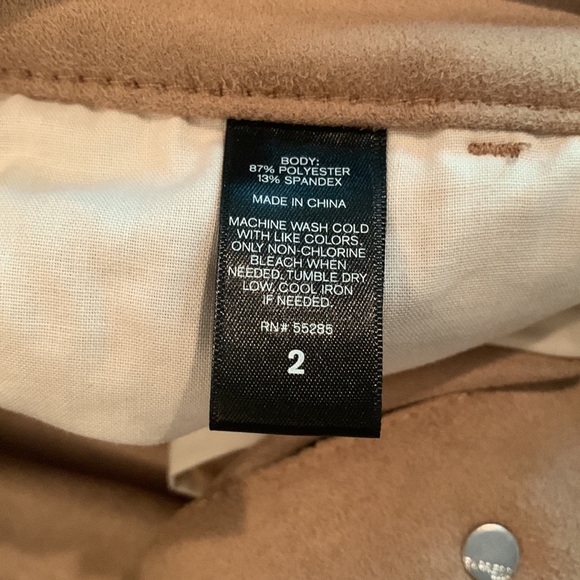 BODY:
87% POLYESTER
13% SPANDEX
MADE IN CHINA
MACHINE WASH COLD
WITH LIKE COLORS.
ONLY NON-CHLORINE
BLEACH WHEN
NEEDED. TUMBLE DRY
LOW. COOL IRON
IF NEEDED.
RN# 55285
2